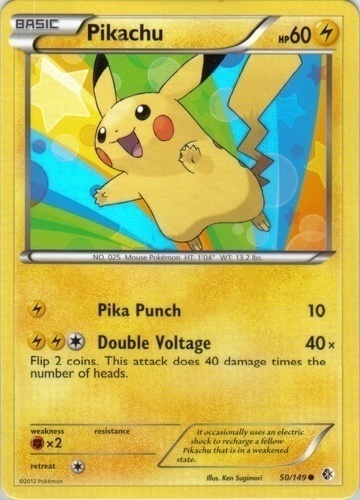 BASIC Pikachu HP60
NO. 025 Mouse Pokémon HT: 1'04" WT: 13.2 lbs.
Pika Punch 10
Double Voltage 40×
Flip 2 coins. This attack does 40 damage times the
number of heads.
weakness resistance
×2
retreat
it occasionally uses an electric
shock to recharge a fellow
Pikachu that is in a weakened
state.
©2012 Pokémon
Illus. Ken Sugimori 50/149